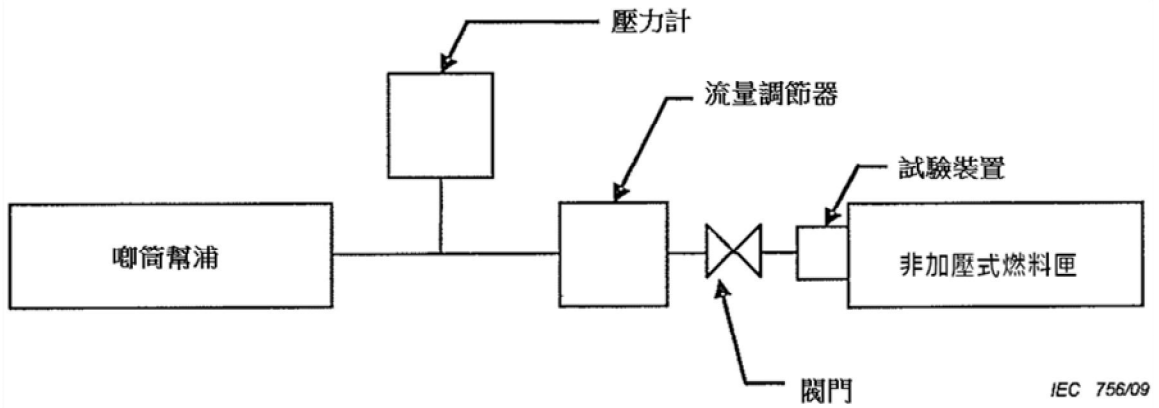 壓力計
流量調節器
試驗裝置
唧筒幫浦
非加壓式燃料匣
閥門
IEC 756/09